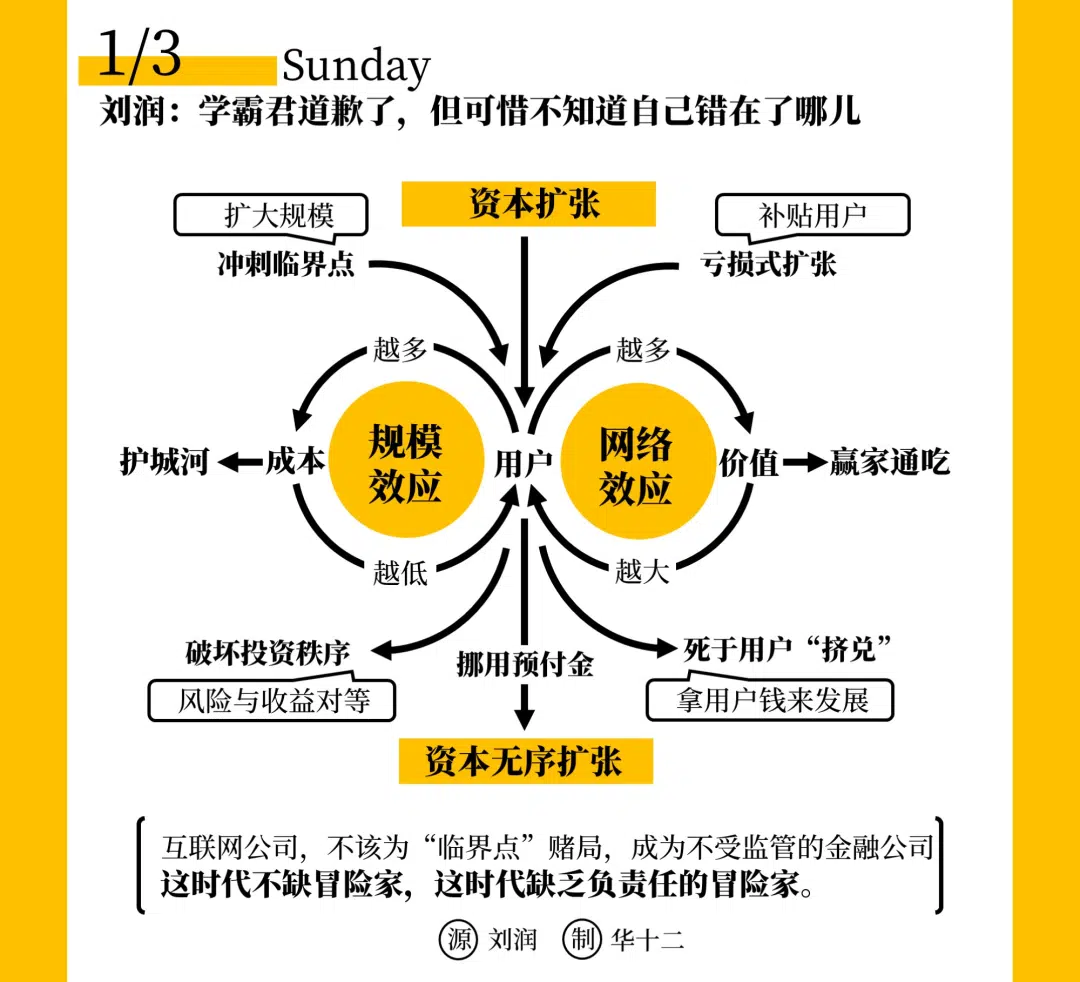 1/3
Sunday
刘润：学霸君道歉了，但可惜不知道自己错在了哪儿
资本扩张
扩大规模
补贴用户
冲刺临界点
亏损式扩张
越多
越多
规模
效应
网络
效应
护城河
成本
用户
价值
赢家通吃
越低
越大
破坏投资秩序
挪用预付金
死于用户“挤兑”
风险与收益对等
拿用户钱来发展
资本无序扩张
互联网公司，不该为“临界点”赌局，成为不受监管的金融公司
这时代不缺冒险家，这时代缺乏负责任的冒险家。
源 刘润 制 华十二